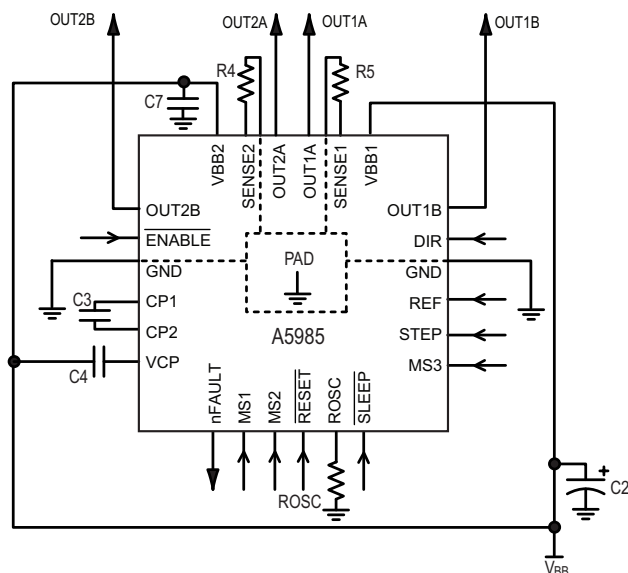 OUT2B
OUT2A
OUT1A
OUT1B
R4
R5
C7
VBB2
SENSE2
OUT2A
OUT1A
SENSE1
VBB1
OUT2B
OUT1B
ENABLE
DIR
GND
PAD
GND
C3
CP1
REF
CP2
A5985
STEP
VCP
MS3
C4
nFAULT
MS1
MS2
RESET
ROSC
SLEEP
ROSC
+
C2
VBB